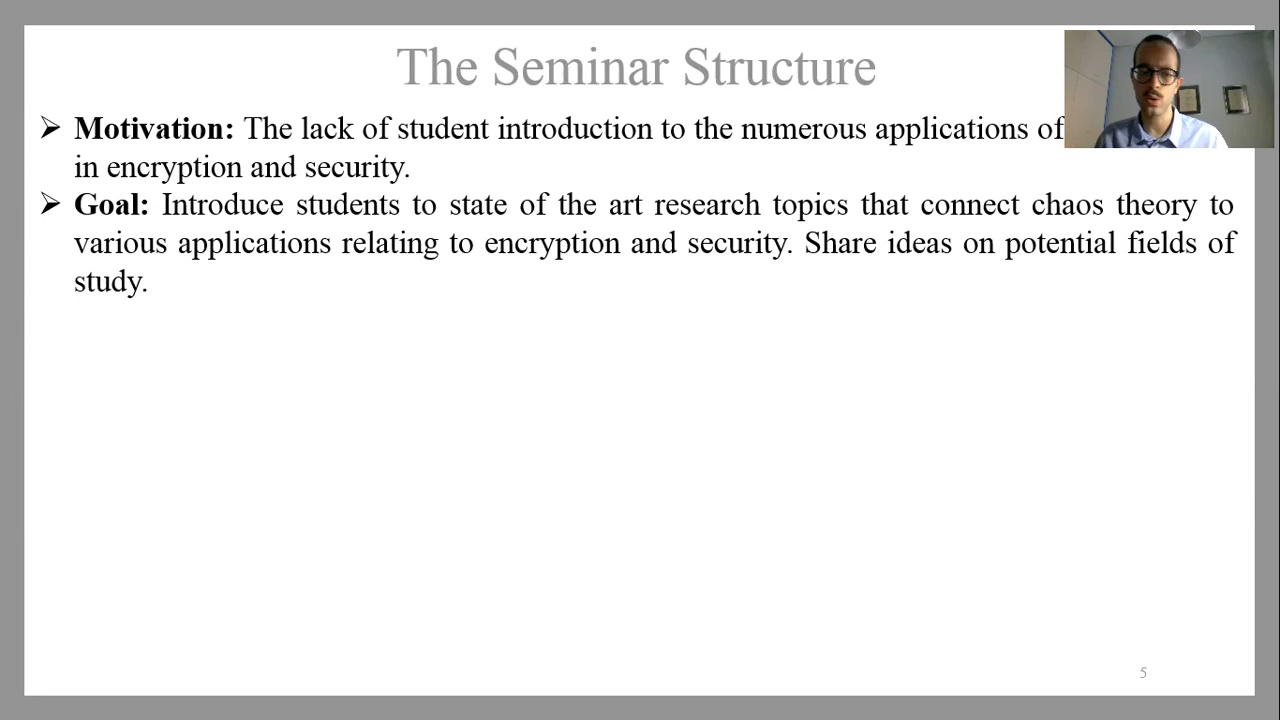 The Seminar Structure
➢ Motivation: The lack of student introduction to the numerous applications of
in encryption and security.
➢ Goal: Introduce students to state of the art research topics that connect chaos theory to
various applications relating to encryption and security. Share ideas on potential fields of
study.
5